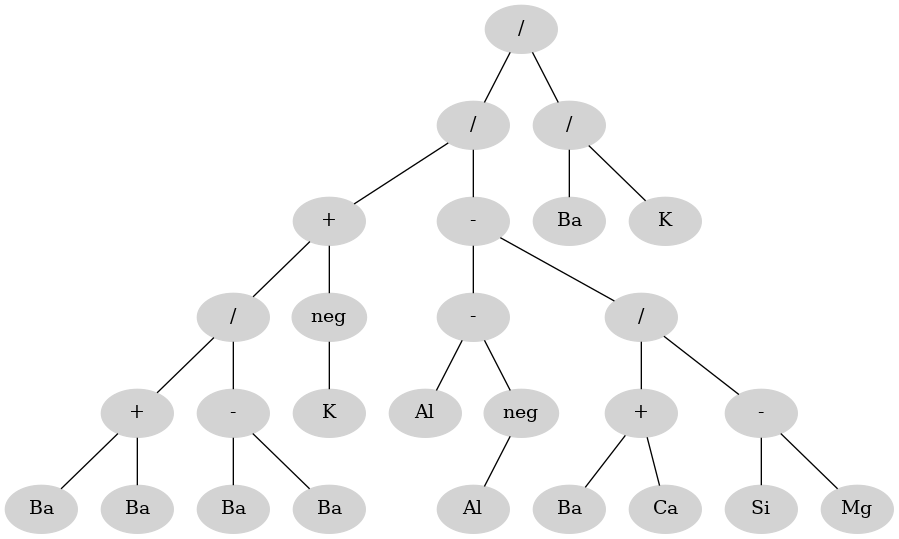 /
/ /
+ - Ba K
/ neg - /
+ - K Al neg + -
Ba Ba Ba Ba Al Ba Ca Si Mg